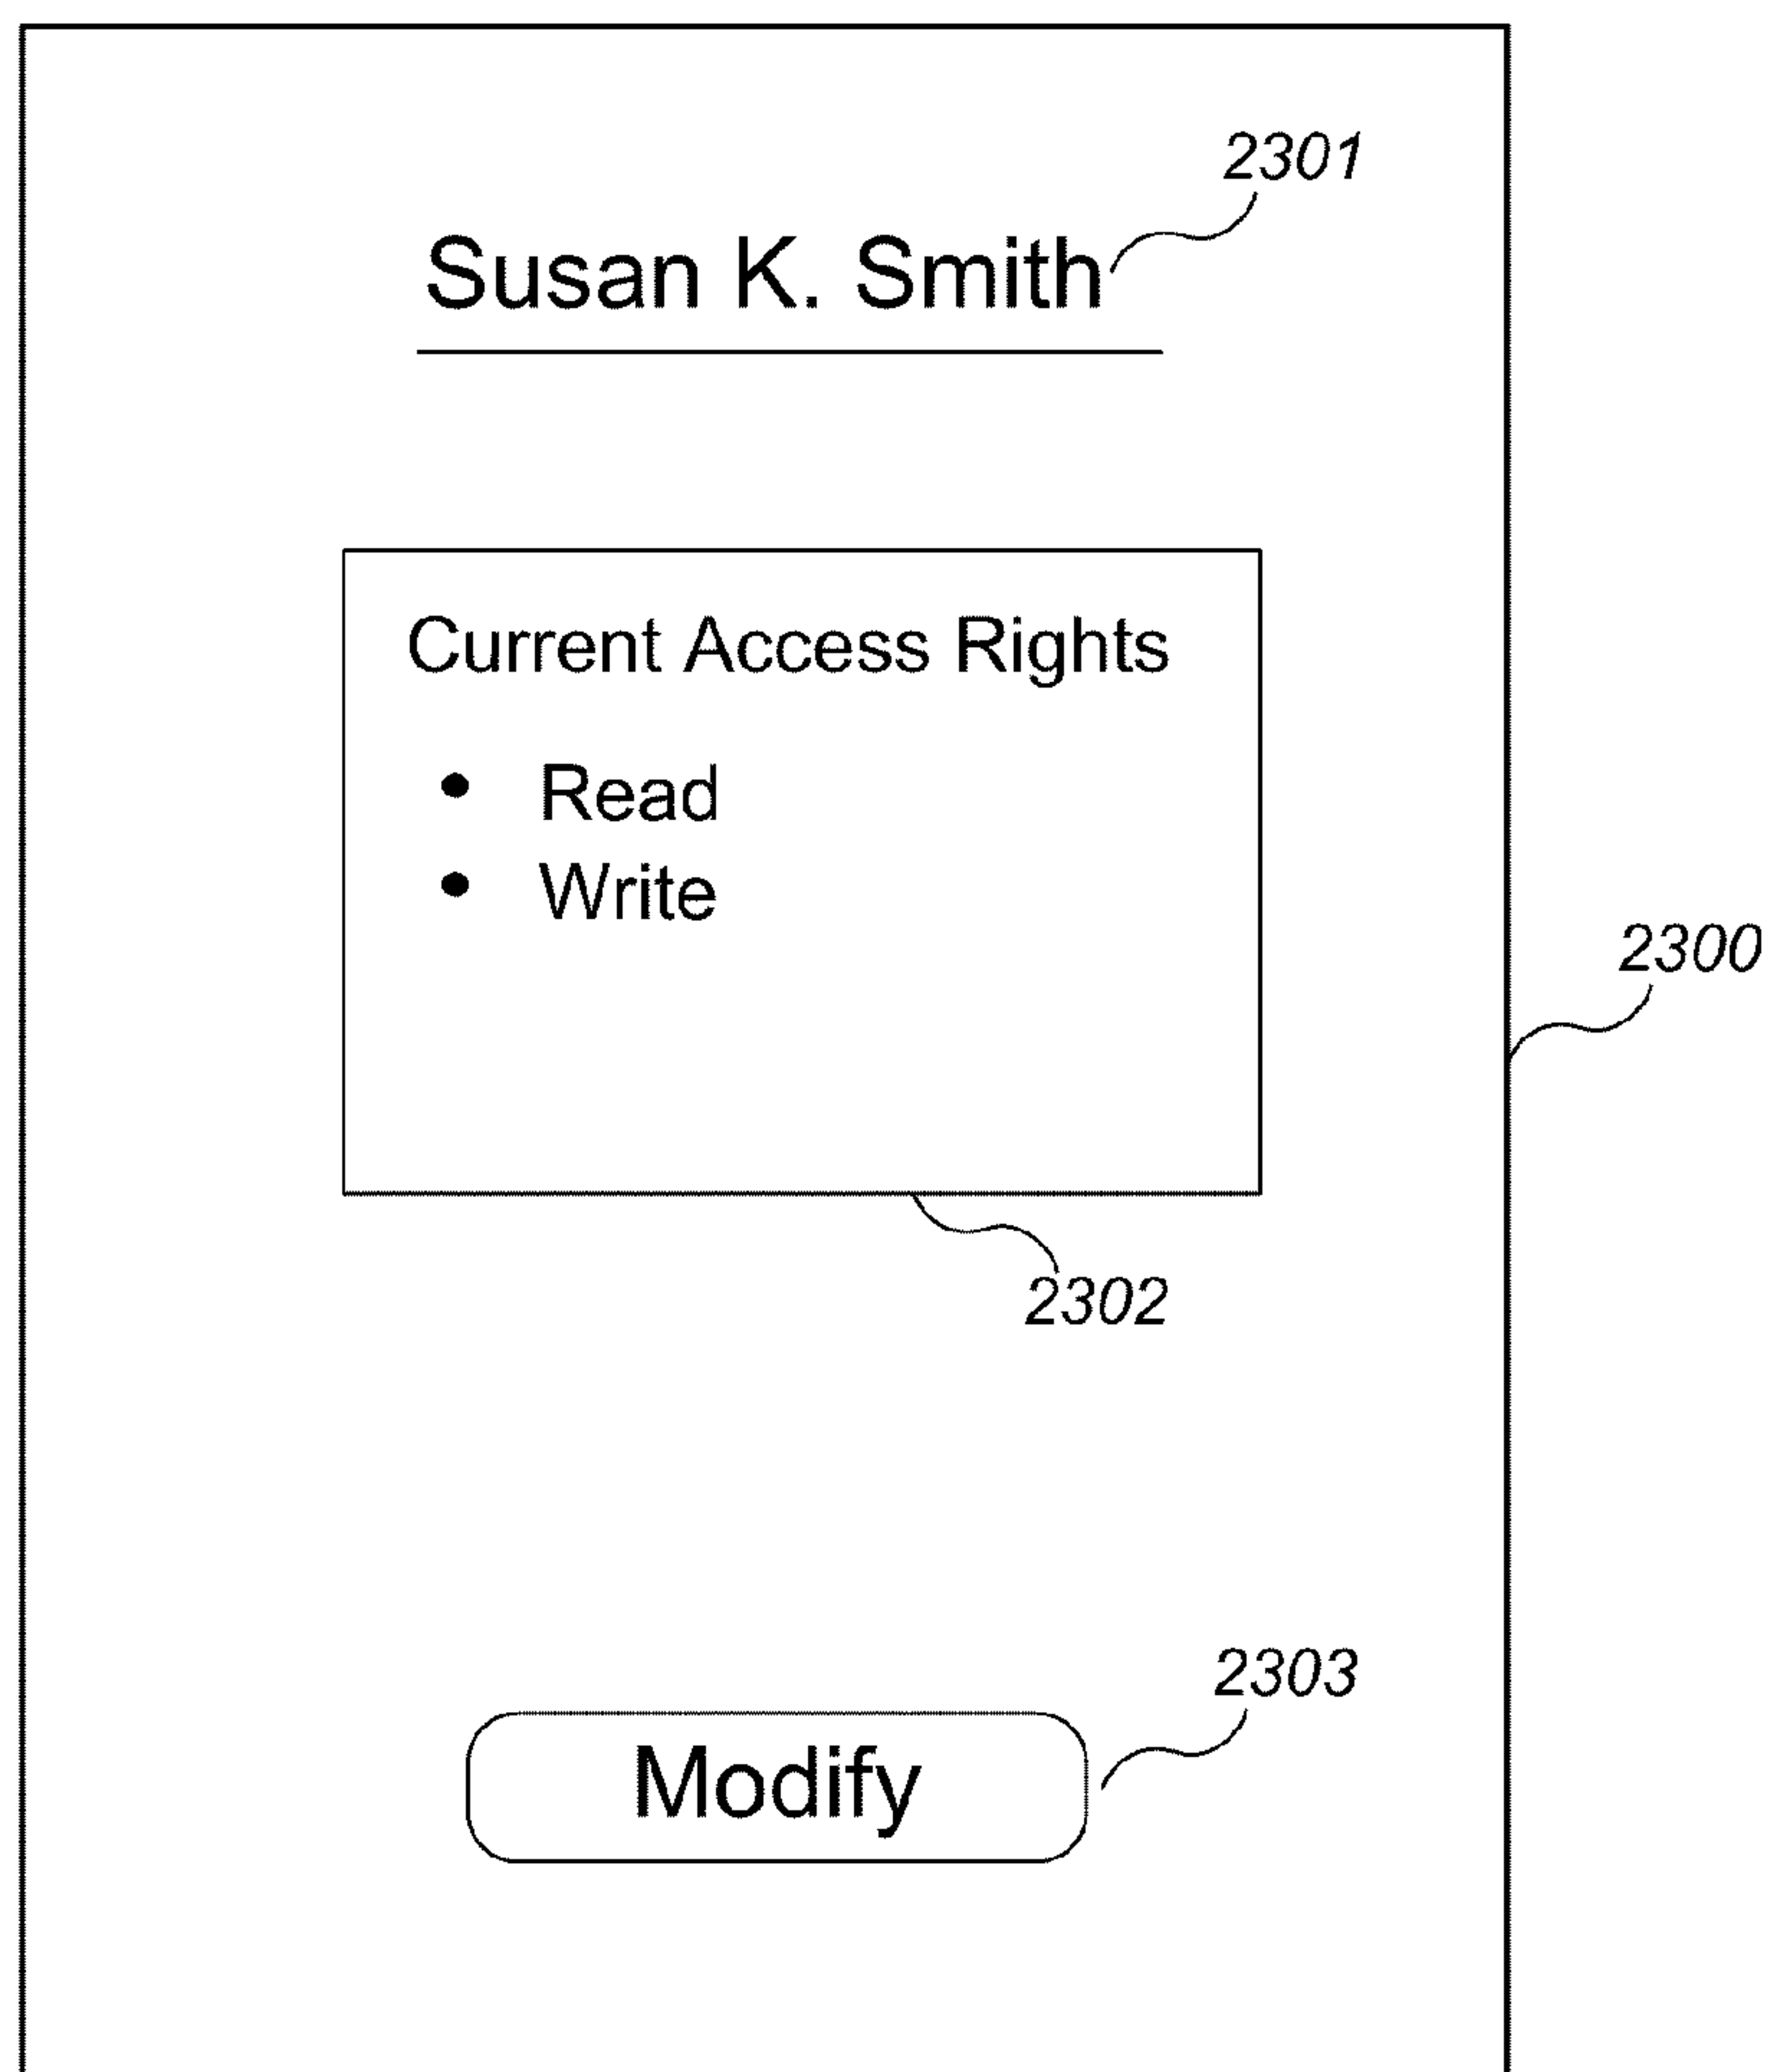 2301
Susan K. Smith
Current Access Rights
• Read
• Write
2300
2302
2303
Modify